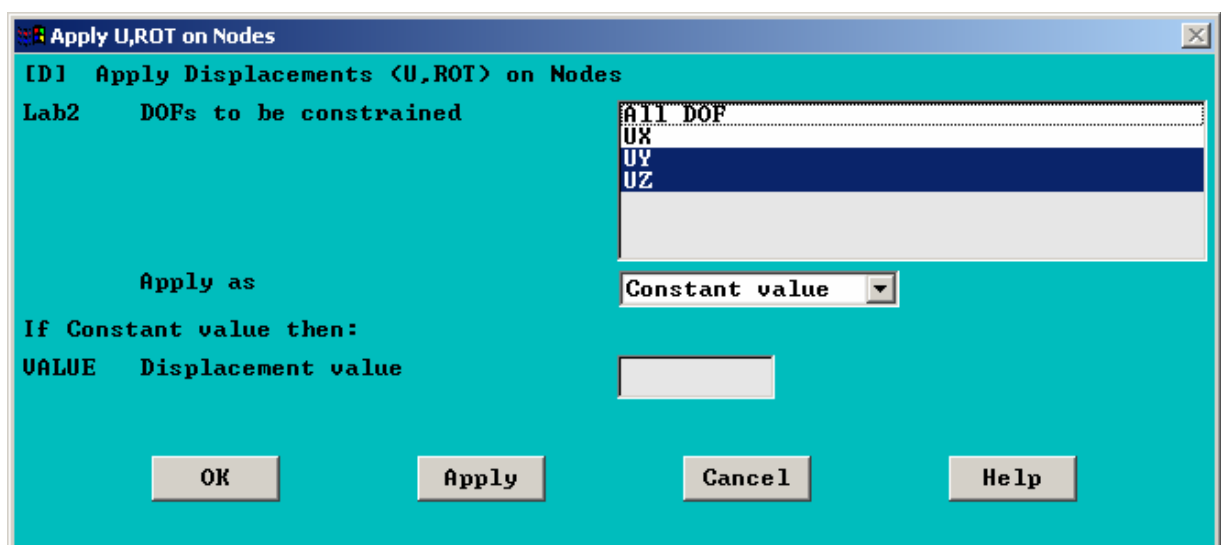 Apply U,ROT on Nodes
[D] Apply Displacements (U,ROT) on Nodes
Lab2 DOFs to be constrained
All DOF
UX
UY
UZ
Apply as Constant value
If Constant value then:
VALUE Displacement value
OK Apply Cancel Help